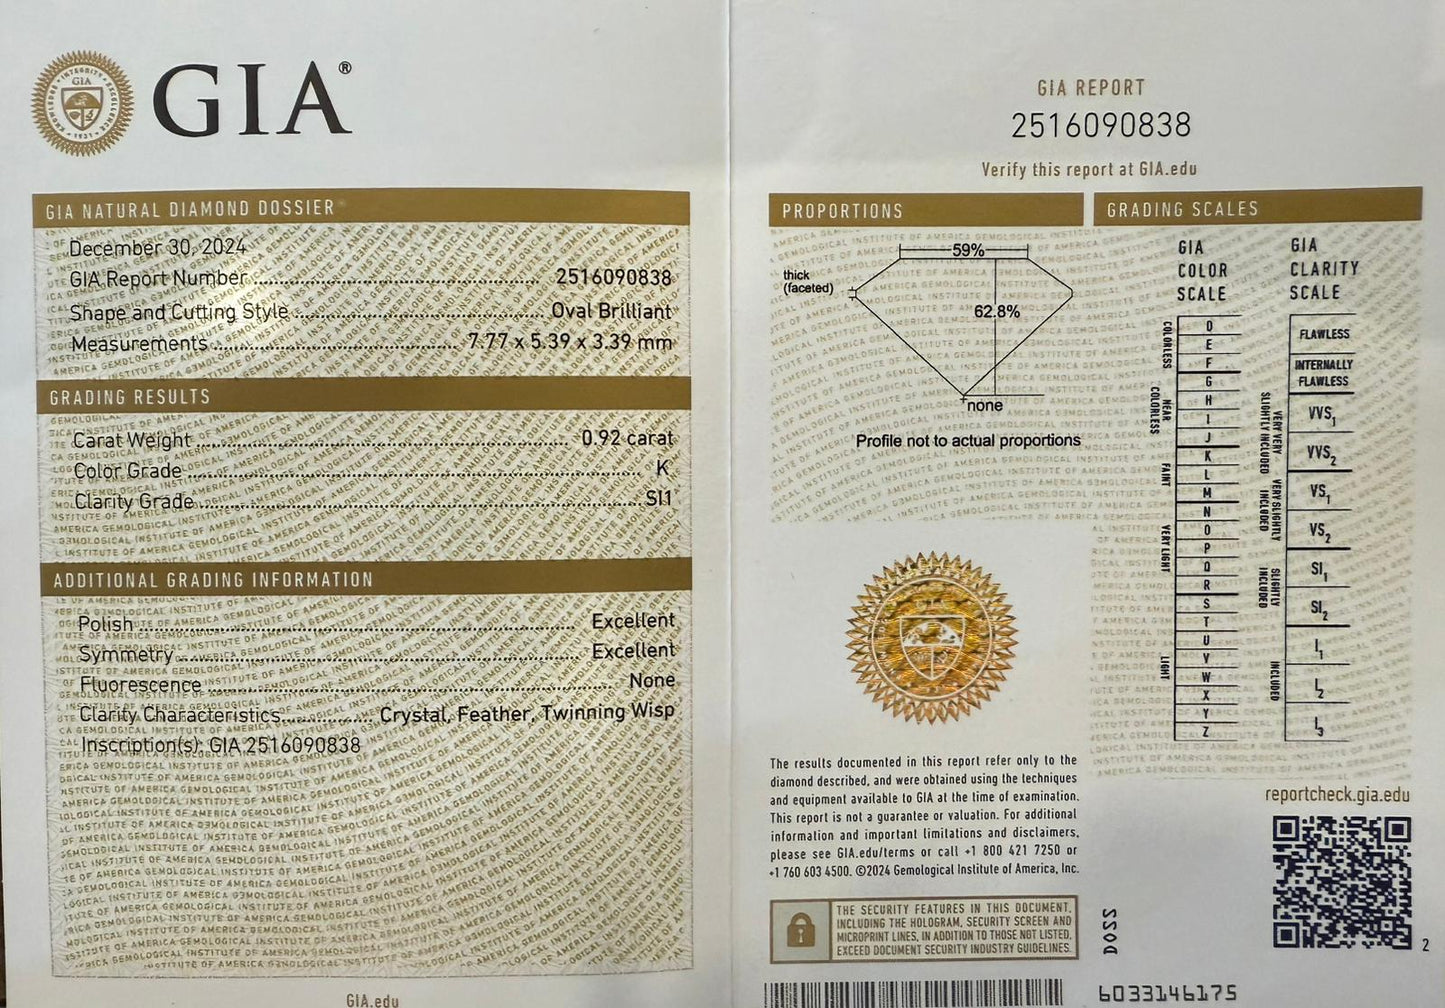 GIA®
GIA NATURAL DIAMOND DOSSIER®
December 30, 2024
GIA Report Number 2516090838
Shape and Cutting Style Oval Brilliant
Measurements 7.77 x 5.39 x 3.39 mm
GRADING RESULTS
Carat Weight 0.92 carat
Color Grade K
Clarity Grade SI1
ADDITIONAL GRADING INFORMATION
Polish Excellent
Symmetry Excellent
Fluorescence None
Clarity Characteristics Crystal, Feather, Twinning Wisp
Inscription(s): GIA 2516090838
GIA.edu
GIA REPORT
2516090838
Verify this report at GIA.edu
PROPORTIONS
59%
thick
(faceted)
62.8%
none
Profile not to actual proportions
GRADING SCALES
GIA
COLOR
SCALE
COLORLESS
D
E
F
NEAR
COLORLESS
G
H
I
J
FAINT
K
L
M
VERY LIGHT
N
O
P
Q
R
LIGHT
S
T
U
V
W
X
Y
Z
GIA
CLARITY
SCALE
FLAWLESS
INTERNALLY
FLAWLESS
VERY VERY
SLIGHTLY INCLUDED
VVS1
VVS2
VERY SLIGHTLY
INCLUDED
VS1
VS2
SLIGHTLY
INCLUDED
SI1
SI2
INCLUDED
I1
I2
I3
The results documented in this report refer only to the
diamond described, and were obtained using the techniques
and equipment available to GIA at the time of examination.
This report is not a guarantee or valuation. For additional
information and important limitations and disclaimers,
please see GIA.edu/terms or call +1 800 421 7250 or
+1 760 603 4500. ©2024 Gemological Institute of America, Inc.
THE SECURITY FEATURES IN THIS DOCUMENT,
INCLUDING THE HOLOGRAM, SECURITY SCREEN AND
MICROPRINT LINES, IN ADDITION TO THOSE NOT LISTED,
EXCEED DOCUMENT SECURITY INDUSTRY GUIDELINES.
reportcheck.gia.edu
DOSS
2
6033146175